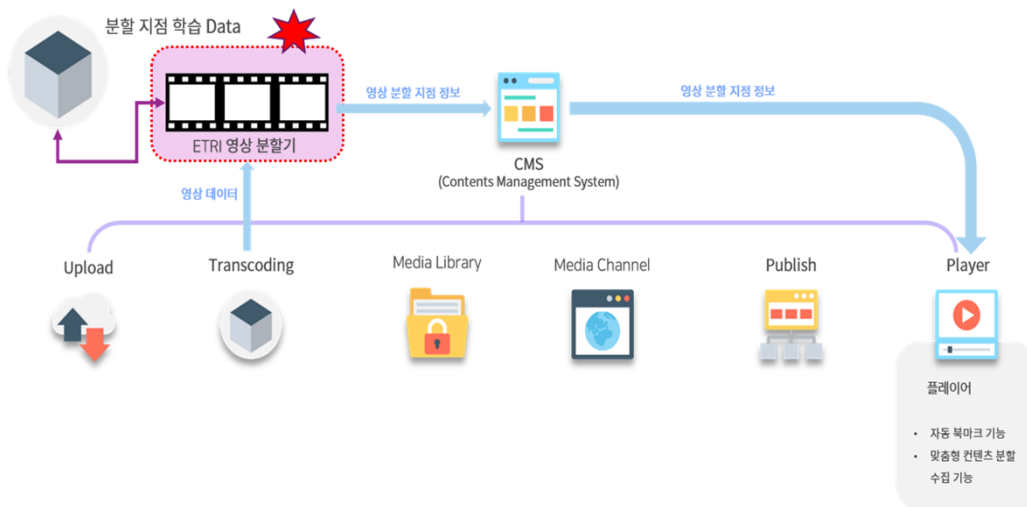 분할 지점 학습 Data
ETRI 영상 분할기
영상 분할 지점 정보
영상 분할 지점 정보
CMS
(Contents Management System)
영상 데이터
Upload
Transcoding
Media Library
Media Channel
Publish
Player
플레이어
• 자동 북마크 기능
• 맞춤형 컨텐츠 분할
수집 기능